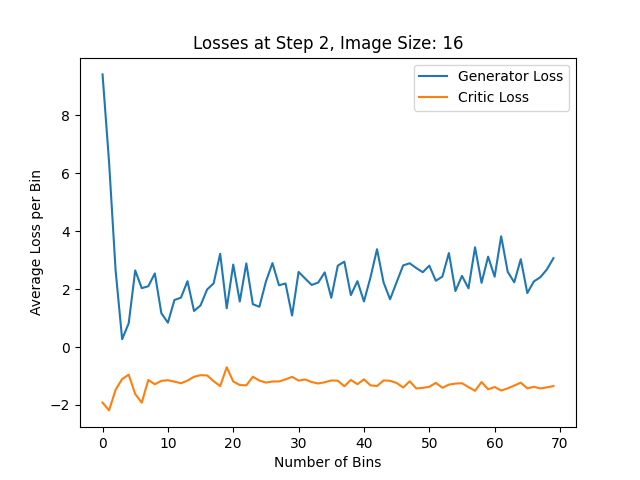 Losses at Step 2, Image Size: 16
Generator Loss
Critic Loss
Average Loss per Bin
8
6
4
2
0
−2
0 10 20 30 40 50 60 70
Number of Bins